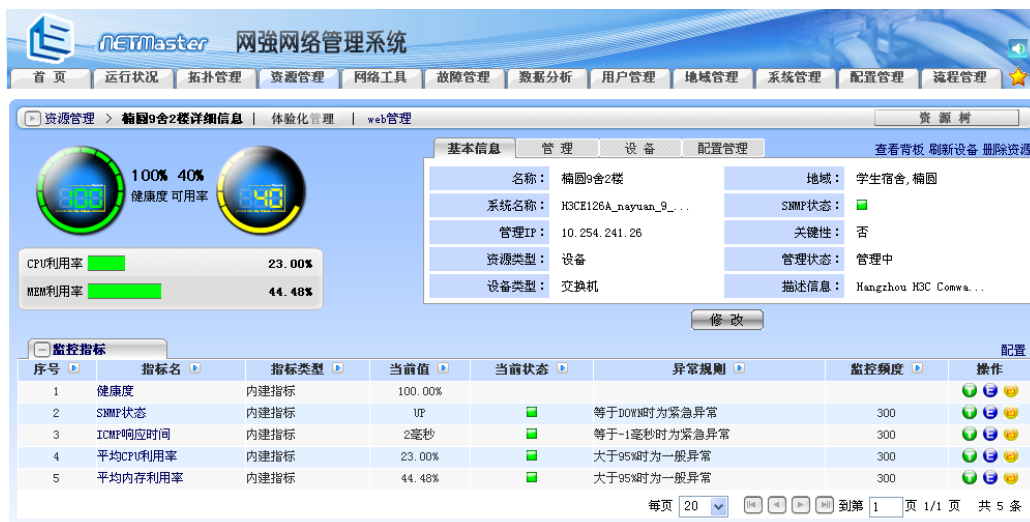 NETMaster 网強网络管理系统
首 页 运行状况 拓扑管理 资源管理 网络工具 故障管理 数据分析 用户管理 地域管理 系统管理 配置管理 流程管理
资源管理 > 楠园9舍2楼详细信息 | 体验化管理 | web管理 资 源 树
基本信息 管 理 设 备 配置管理 查看背板 刷新设备 删除资源
100% 40%
健康度 可用率
100 40
CPU利用率 23.00%
MEM利用率 44.48%
名称： 楠园9舍2楼 地域： 学生宿舍,楠园
系统名称： H3CE126A_nayuan_9_... SNMP状态：
管理IP： 10.254.241.26 关键性： 否
资源类型： 设备 管理状态： 管理中
设备类型： 交换机 描述信息： Hangzhou H3C Comwa...
修 改
监控指标 配置
序号 指标名 指标类型 当前值 当前状态 异常规则 监控频度 操作
1 健康度 内建指标 100.00% T E
2 SNMP状态 内建指标 UP 等于DOWN时为紧急异常 300 T E
3 ICMP响应时间 内建指标 2毫秒 等于-1毫秒时为紧急异常 300 T E
4 平均CPU利用率 内建指标 23.00% 大于95%时为一般异常 300 T E
5 平均内存利用率 内建指标 44.48% 大于95%时为一般异常 300 T E
每页 20 到第 1 页 1/1 页 共 5 条